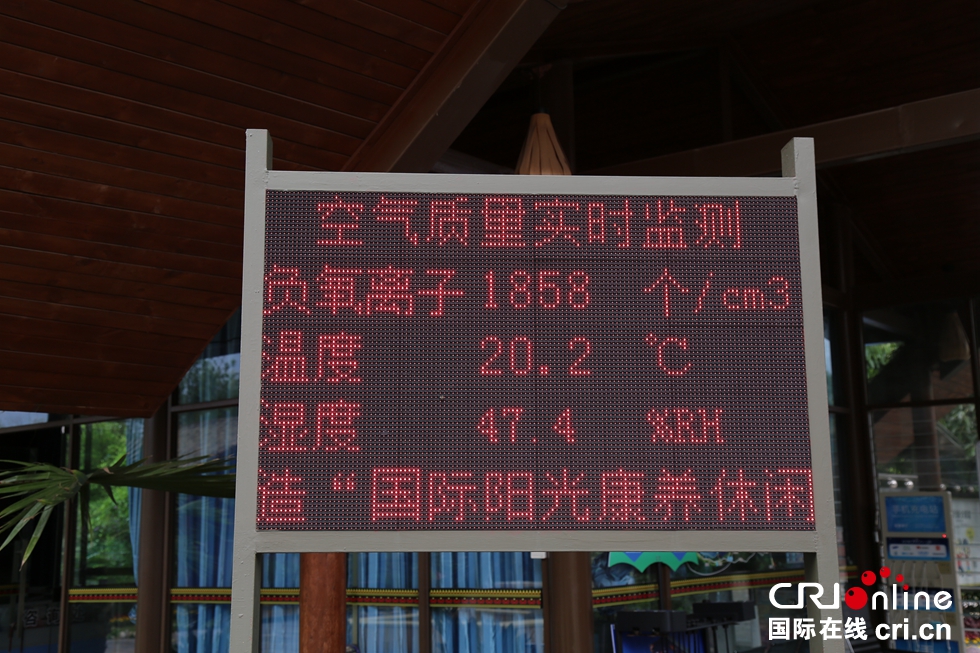 空气质量实时监测
负氧离子 1858 个/cm3
温度 20.2 ℃
湿度 47.4 %RH
造“国际阳光康养休闲
CRI Online
国际在线 cri.cn